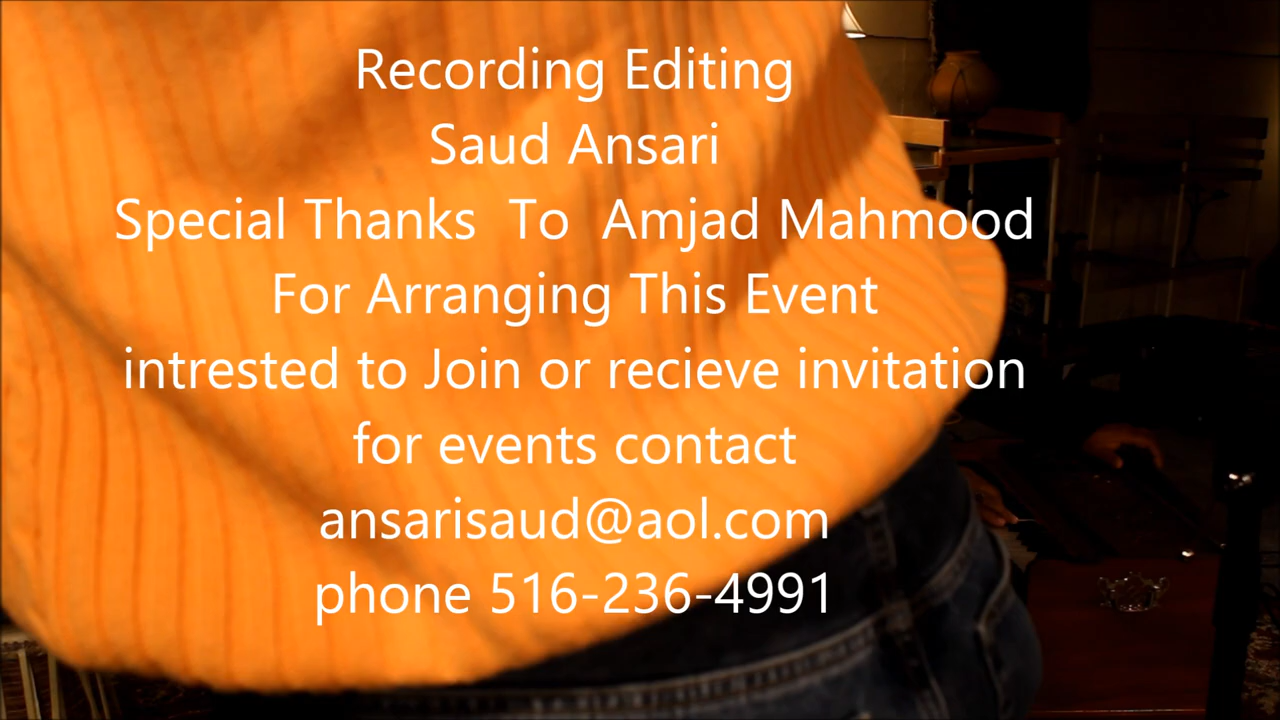 Recording Editing
Saud Ansari
Special Thanks  To  Amjad Mahmood
For Arranging This Event
intrested to Join or recieve invitation
for events contact
ansarisaud@aol.com
phone 516-236-4991